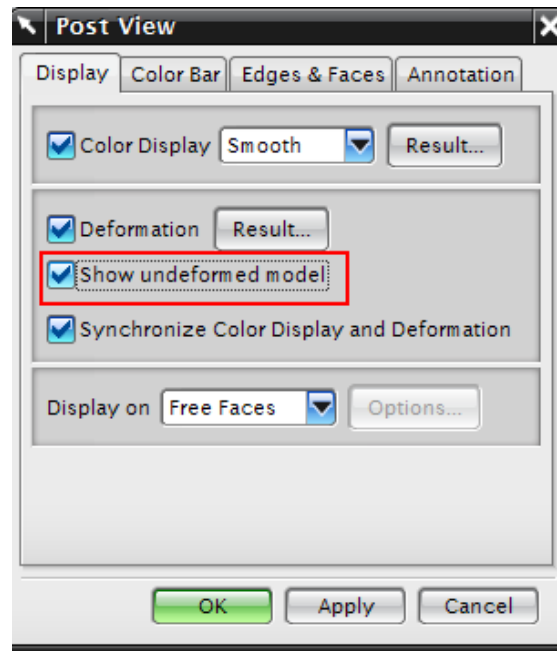 Post View
Display Color Bar Edges & Faces Annotation
Color Display Smooth Result...
Deformation Result...
Show undeformed model
Synchronize Color Display and Deformation
Display on Free Faces Options...
OK Apply Cancel